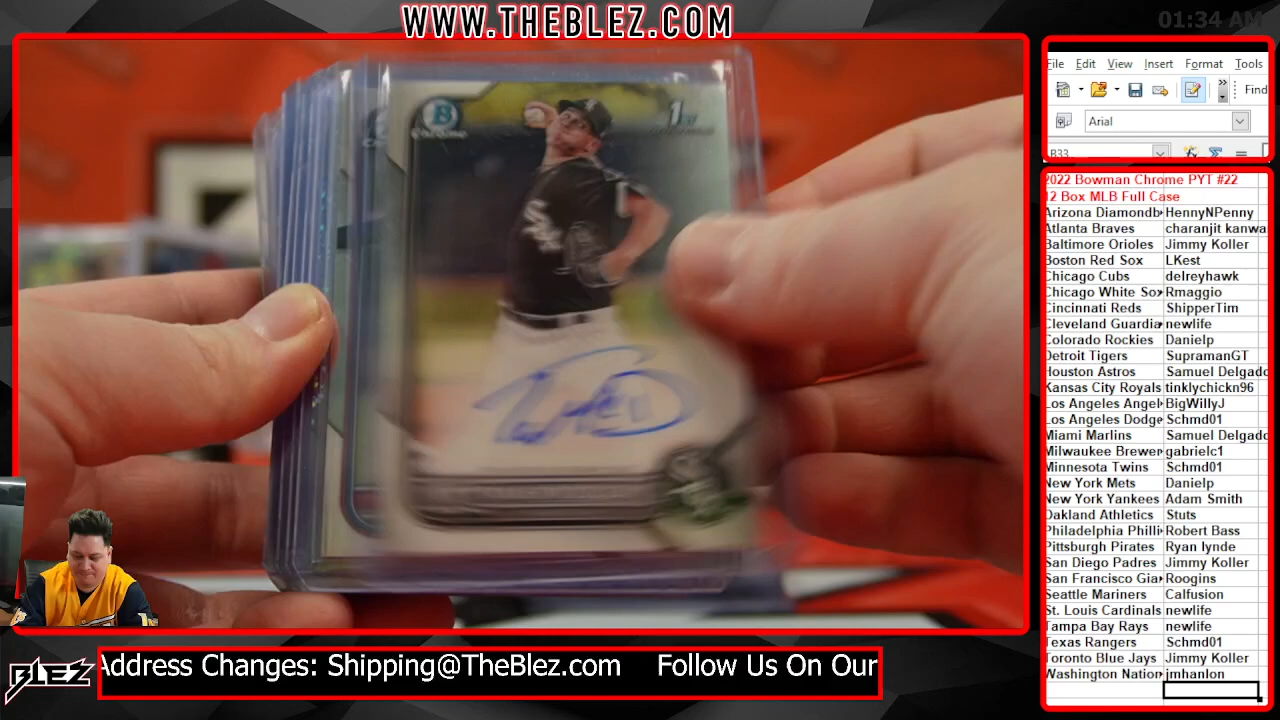 WWW.THEBLEZ.COM
01:34 AM
File Edit View Insert Format Tools
Find
Arial
B33
2022 Bowman Chrome PYT #22
12 Box MLB Full Case
Arizona Diamondb HennyNPenny
Atlanta Braves charanjit kanwa
Baltimore Orioles Jimmy Koller
Boston Red Sox LKest
Chicago Cubs delreyhawk
Chicago White Sox Rmaggio
Cincinnati Reds ShipperTim
Cleveland Guardia newlife
Colorado Rockies Danielp
Detroit Tigers SupramanGT
Houston Astros Samuel Delgado
Kansas City Royals tinklychickn96
Los Angeles Angel BigWillyJ
Los Angeles Dodge Schmd01
Miami Marlins Samuel Delgado
Milwaukee Brewer gabrielc1
Minnesota Twins Schmd01
New York Mets Danielp
New York Yankees Adam Smith
Oakland Athletics Stuts
Philadelphia Philli Robert Bass
Pittsburgh Pirates Ryan lynde
San Diego Padres Jimmy Koller
San Francisco Gia Roogins
Seattle Mariners Calfusion
St. Louis Cardinals newlife
Tampa Bay Rays newlife
Texas Rangers Schmd01
Toronto Blue Jays Jimmy Koller
Washington Nation jmhanlon
B
Chrome
1st
Sox
BLEZ
Address Changes: Shipping@TheBlez.com Follow Us On Our